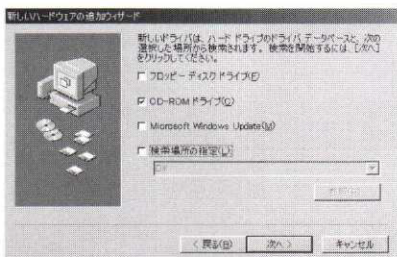 新しいハードウェアの追加ウィザード
新しいドライバは、ハード ドライブのドライバ データベースと、次の
選択した場所から検索されます。検索を開始するには、[次へ]
をクリックしてください。
フロッピー ディスク ドライブ(F)
CD-ROM ドライブ(C)
Microsoft Windows Update(M)
検索場所の指定(L):
< 戻る(B)
次へ >
キャンセル